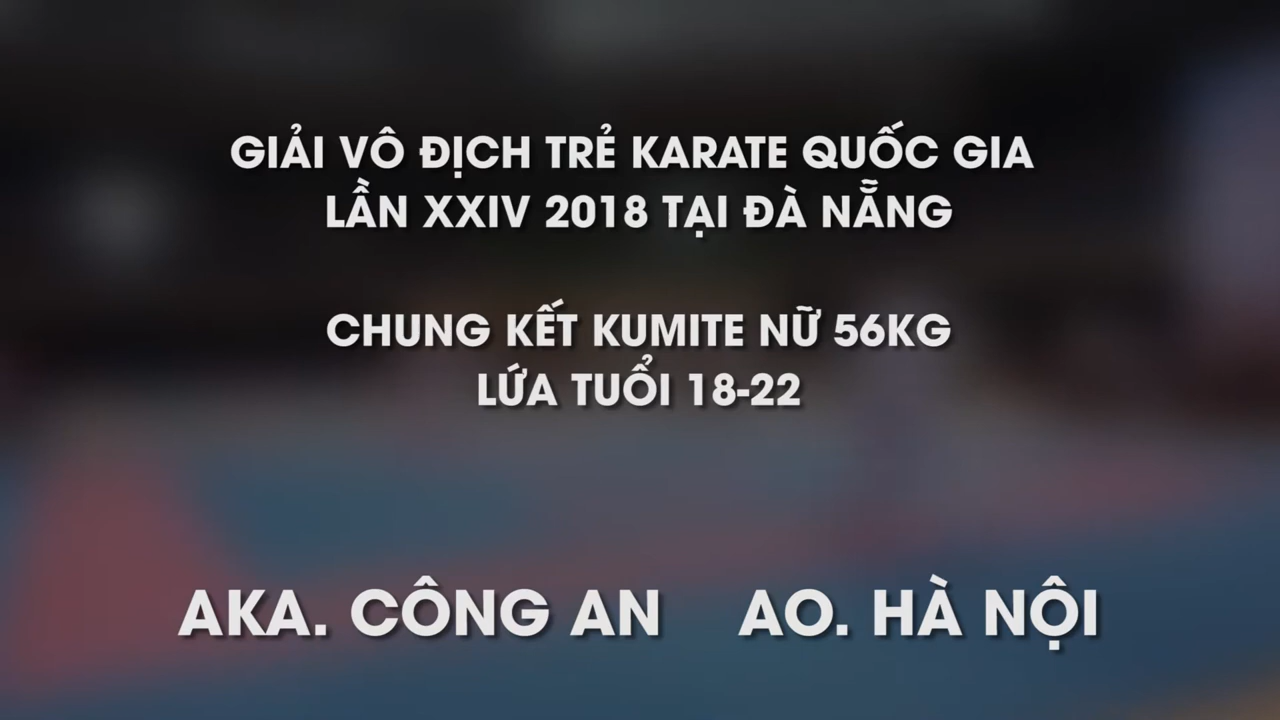 GIẢI VÔ ĐỊCH TRẺ KARATE QUỐC GIA
LẦN XXIV 2018 TẠI ĐÀ NẴNG
CHUNG KẾT KUMITE NỮ 56KG
LỨA TUỔI 18-22
AKA. CÔNG AN AO. HÀ NỘI